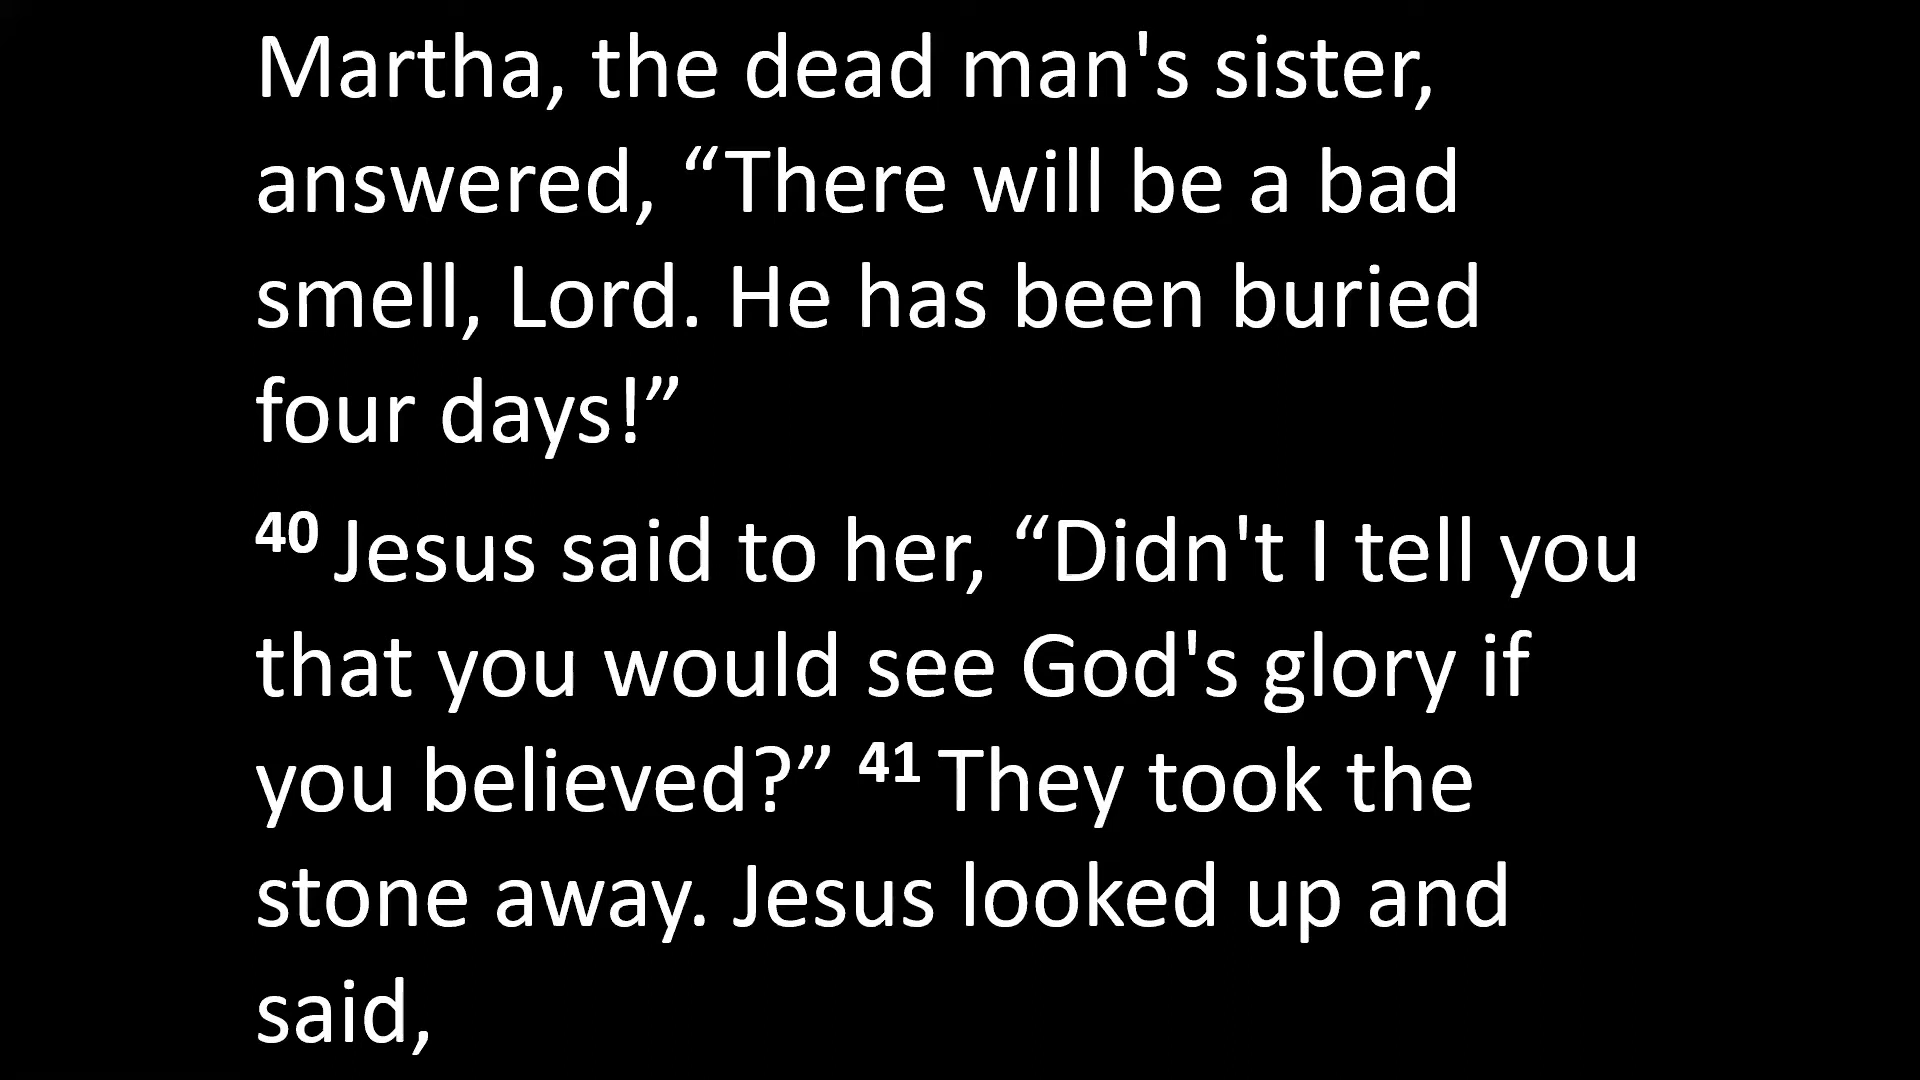 Martha, the dead man's sister,
answered, “There will be a bad
smell, Lord. He has been buried
four days!”
40 Jesus said to her, “Didn't I tell you
that you would see God's glory if
you believed?” 41 They took the
stone away. Jesus looked up and
said,